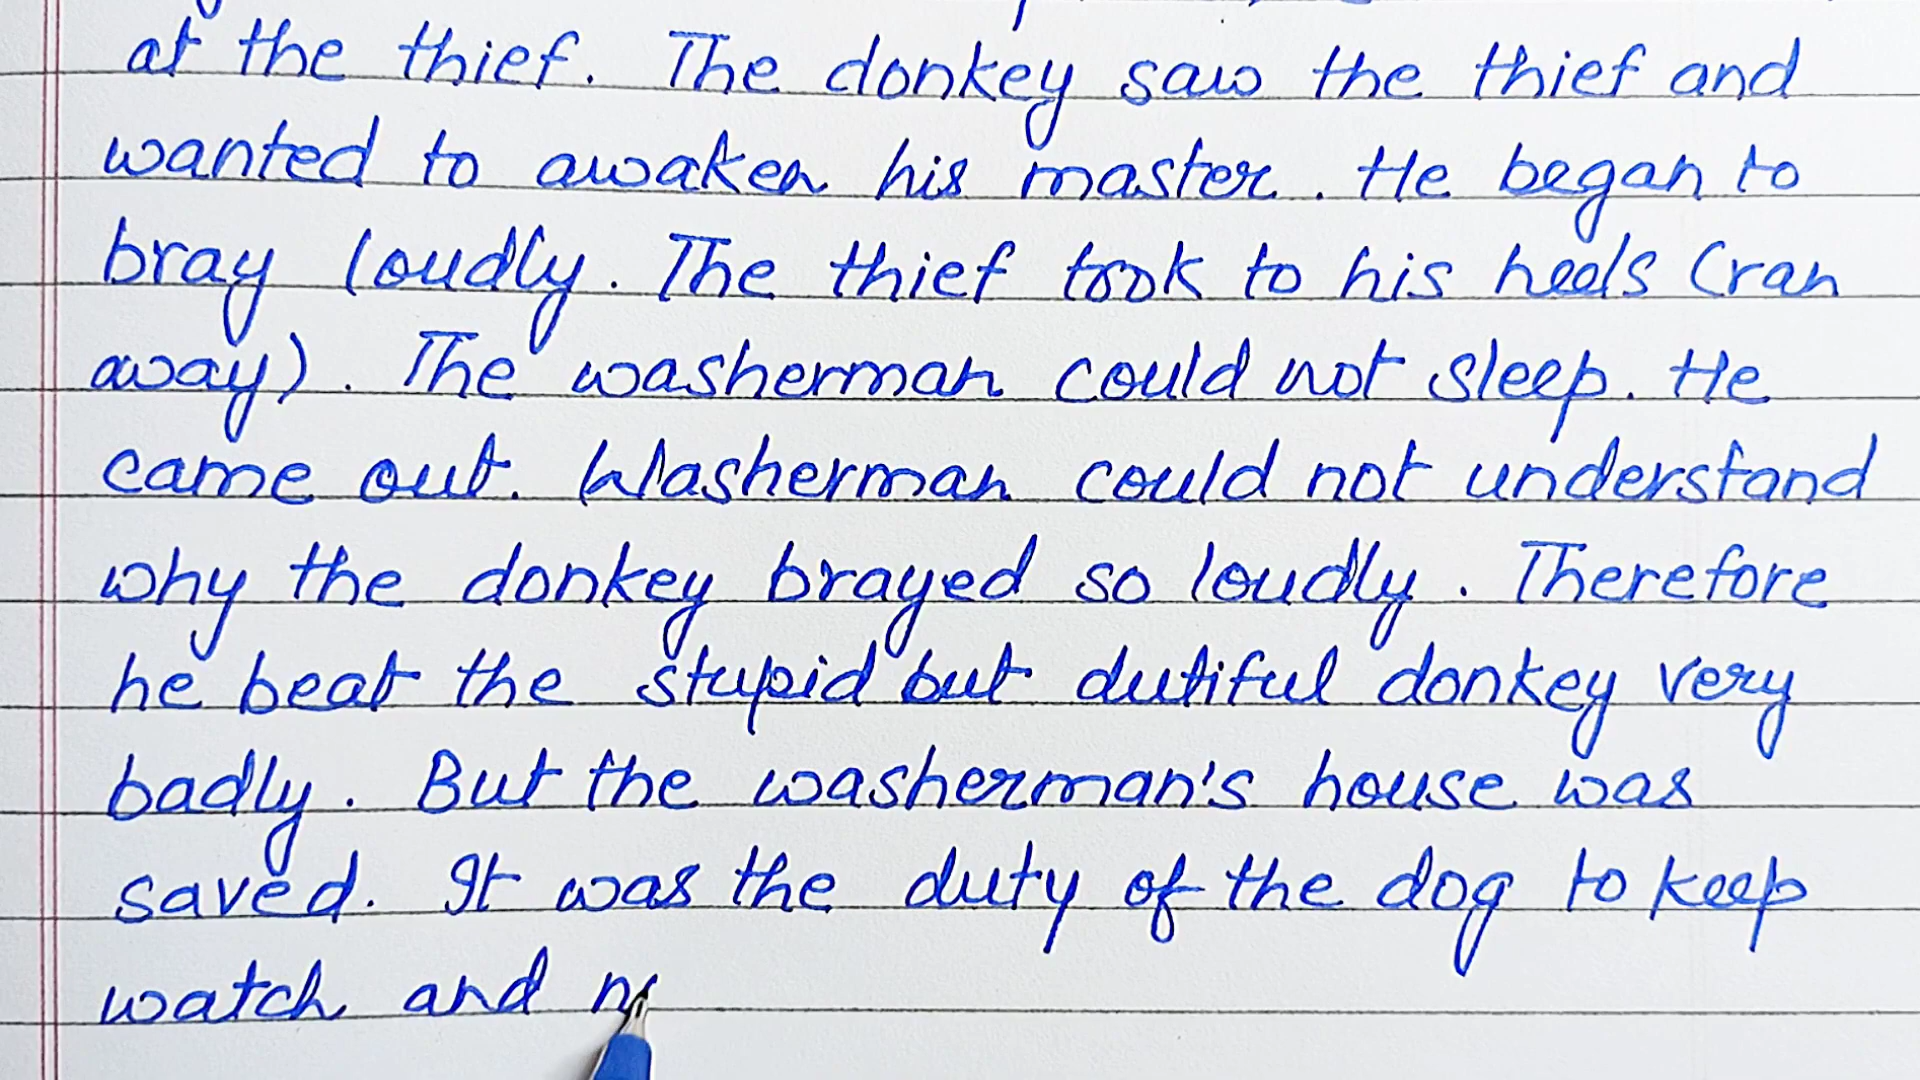 at the thief. The donkey saw the thief and
wanted to awaken his master. He began to
bray loudly. The thief took to his heels (ran
away). The washerman could not sleep. He
came out. Washerman could not understand
why the donkey brayed so loudly. Therefore
he beat the stupid but dutiful donkey very
badly. But the washerman's house was
saved. It was the duty of the dog to keep
watch and